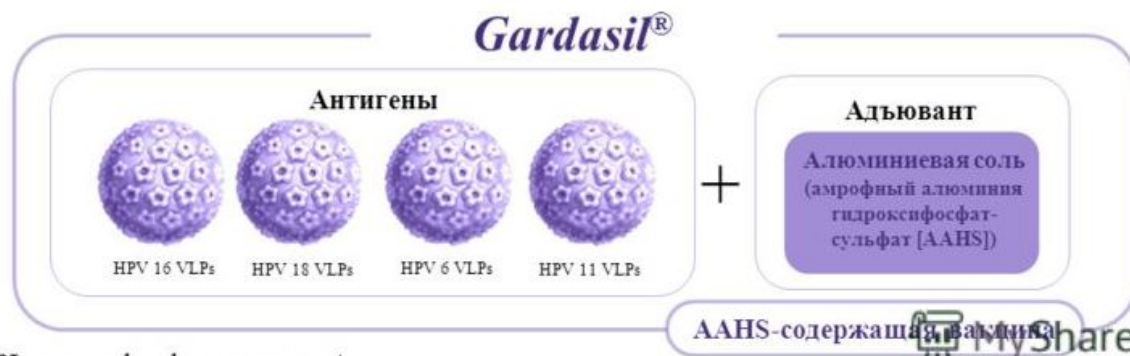 Gardasil®
Антигены
HPV 16 VLPs
HPV 18 VLPs
HPV 6 VLPs
HPV 11 VLPs
+
Адъювант
Алюминиевая соль
(амрофный алюминия
гидроксифосфат-
сульфат [AAHS])
AAHS-содержащая вакцина
MyShare